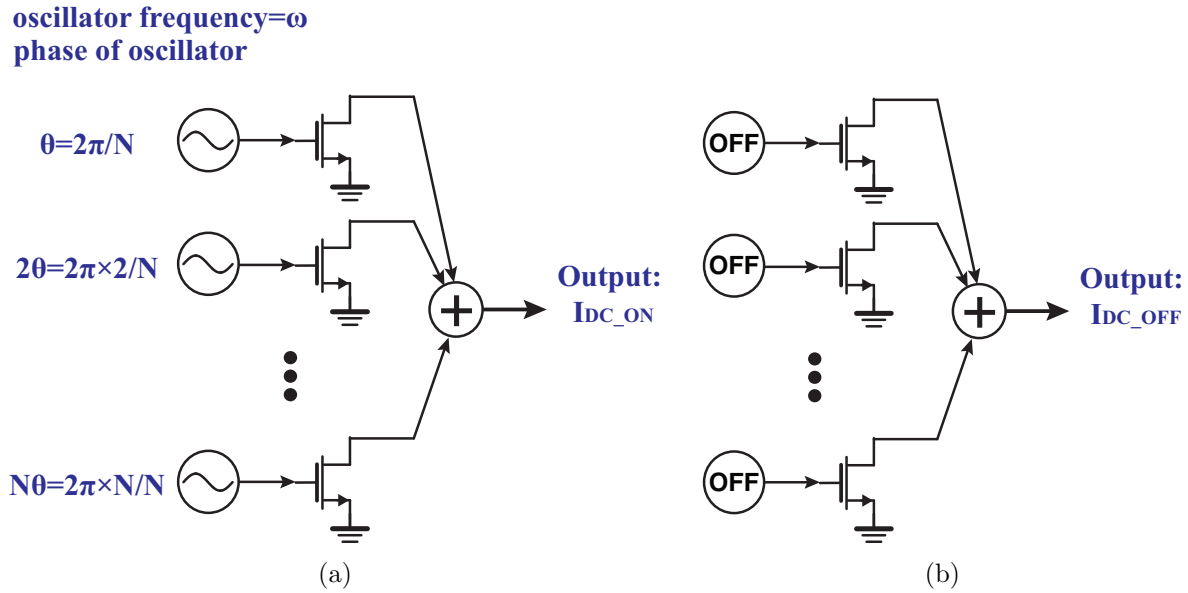 oscillator frequency=ω
phase of oscillator
θ=2π/N
2θ=2π×2/N
Nθ=2π×N/N
Output:
IDC_ON
(a)
OFF
OFF
OFF
Output:
IDC_OFF
(b)